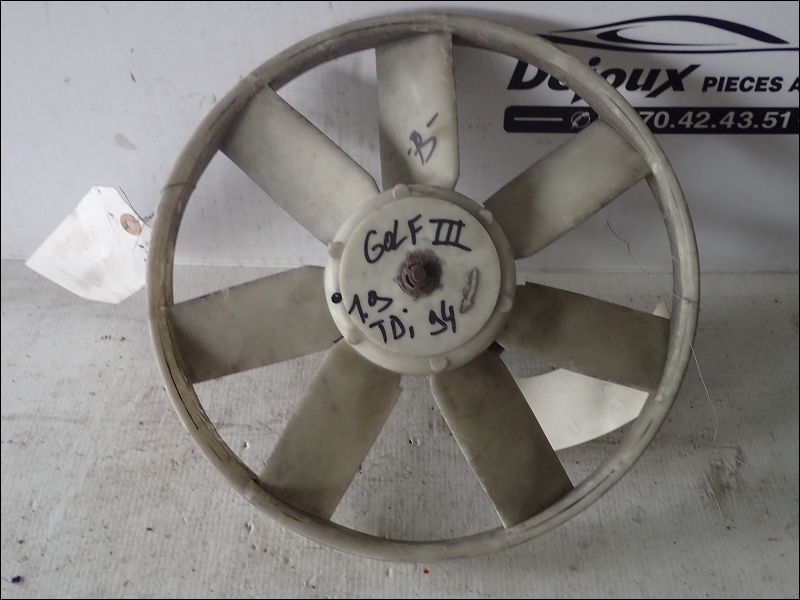 Dejoux PIECES A
70.42.43.51
-B-
GOLF III
1.9
TDi 94